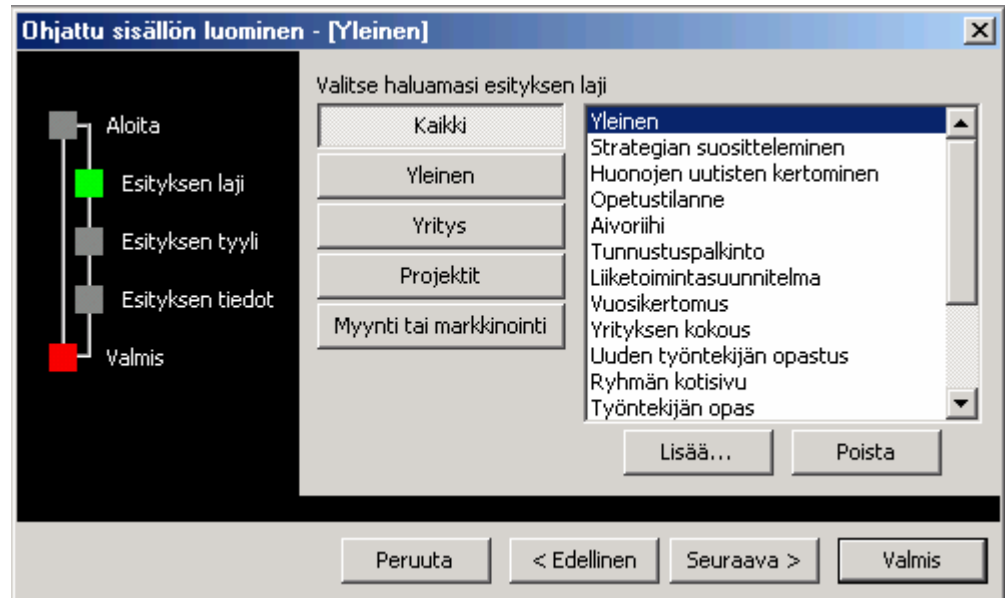 Ohjattu sisällön luominen - [Yleinen]
Aloita
Esityksen laji
Esityksen tyyli
Esityksen tiedot
Valmis
Valitse haluamasi esityksen laji
Kaikki
Yleinen
Yritys
Projektit
Myynti tai markkinointi
Yleinen
Strategian suositteleminen
Huonojen uutisten kertominen
Opetustilanne
Aivoriihi
Tunnustuspalkinto
Liiketoimintasuunnitelma
Vuosikertomus
Yrityksen kokous
Uuden työntekijän opastus
Ryhmän kotisivu
Työntekijän opas
Lisää...
Poista
Peruuta
< Edellinen
Seuraava >
Valmis